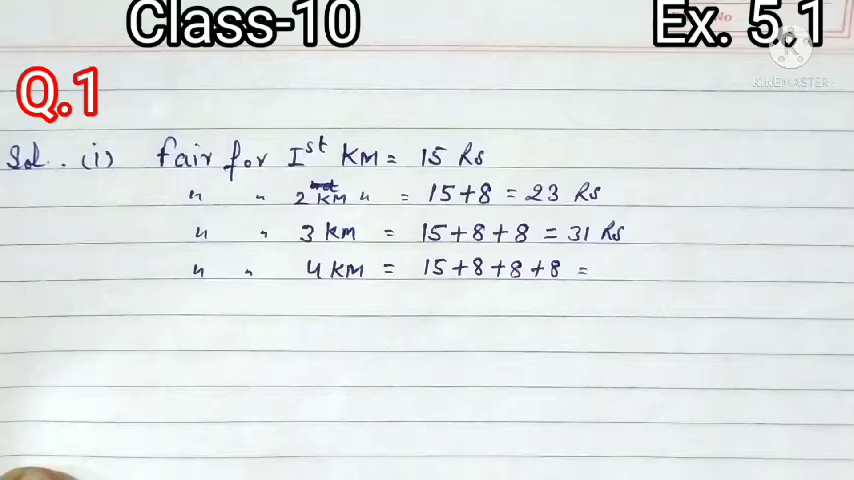 Class-10 Ex. 5.1
No
KINEMASTER
Q.1
Sol. (i) fair for Ist KM = 15 Rs
" " 2 KM " = 15+8 = 23 Rs
" " 3 KM = 15+8+8 = 31 Rs
" " 4 KM = 15+8+8+8 =